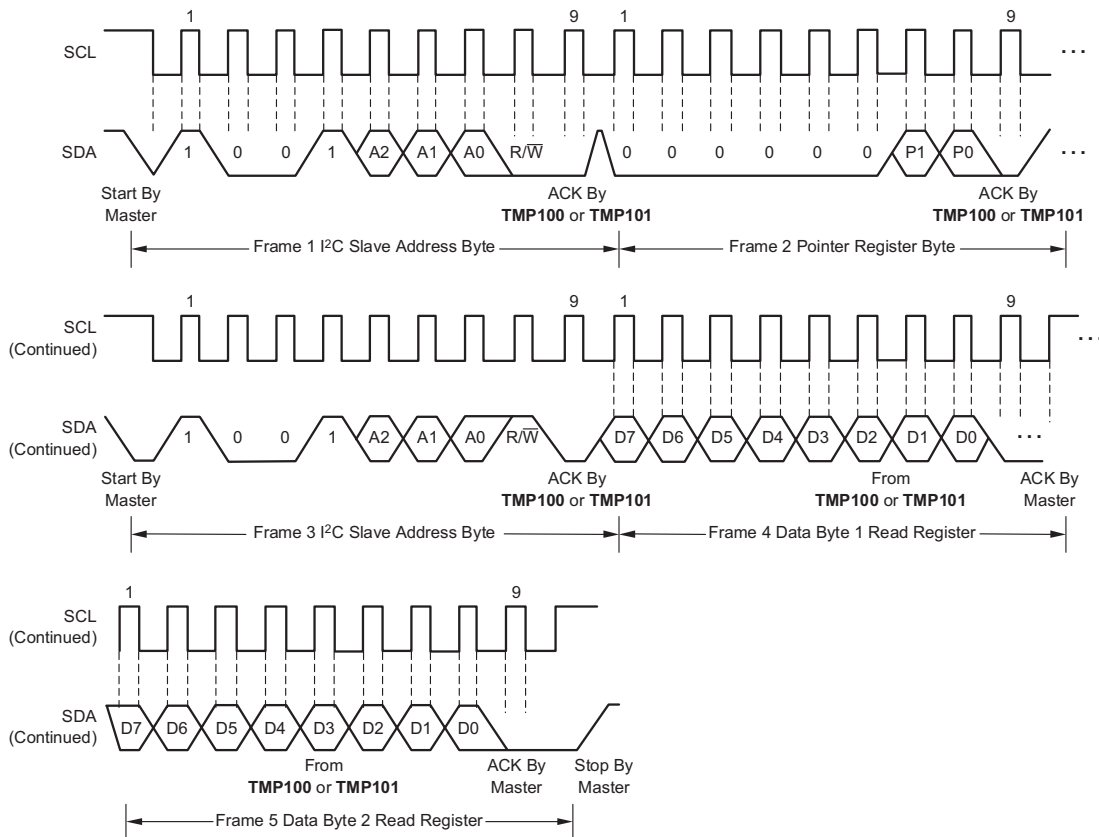 1 9 1 9
SCL ...
SDA 1 0 0 1 A2 A1 A0 R/W̅ 0 0 0 0 0 0 P1 P0 ...
Start By
Master
ACK By
TMP100 or TMP101
ACK By
TMP100 or TMP101
Frame 1 I²C Slave Address Byte
Frame 2 Pointer Register Byte
1 9 1 9
SCL
(Continued)
...
SDA
(Continued)
1 0 0 1 A2 A1 A0 R/W̅ D7 D6 D5 D4 D3 D2 D1 D0 ...
Start By
Master
ACK By
TMP100 or TMP101
From
TMP100 or TMP101
ACK By
Master
Frame 3 I²C Slave Address Byte
Frame 4 Data Byte 1 Read Register
1 9
SCL
(Continued)
SDA
(Continued)
D7 D6 D5 D4 D3 D2 D1 D0
From
TMP100 or TMP101
ACK By
Master
Stop By
Master
Frame 5 Data Byte 2 Read Register